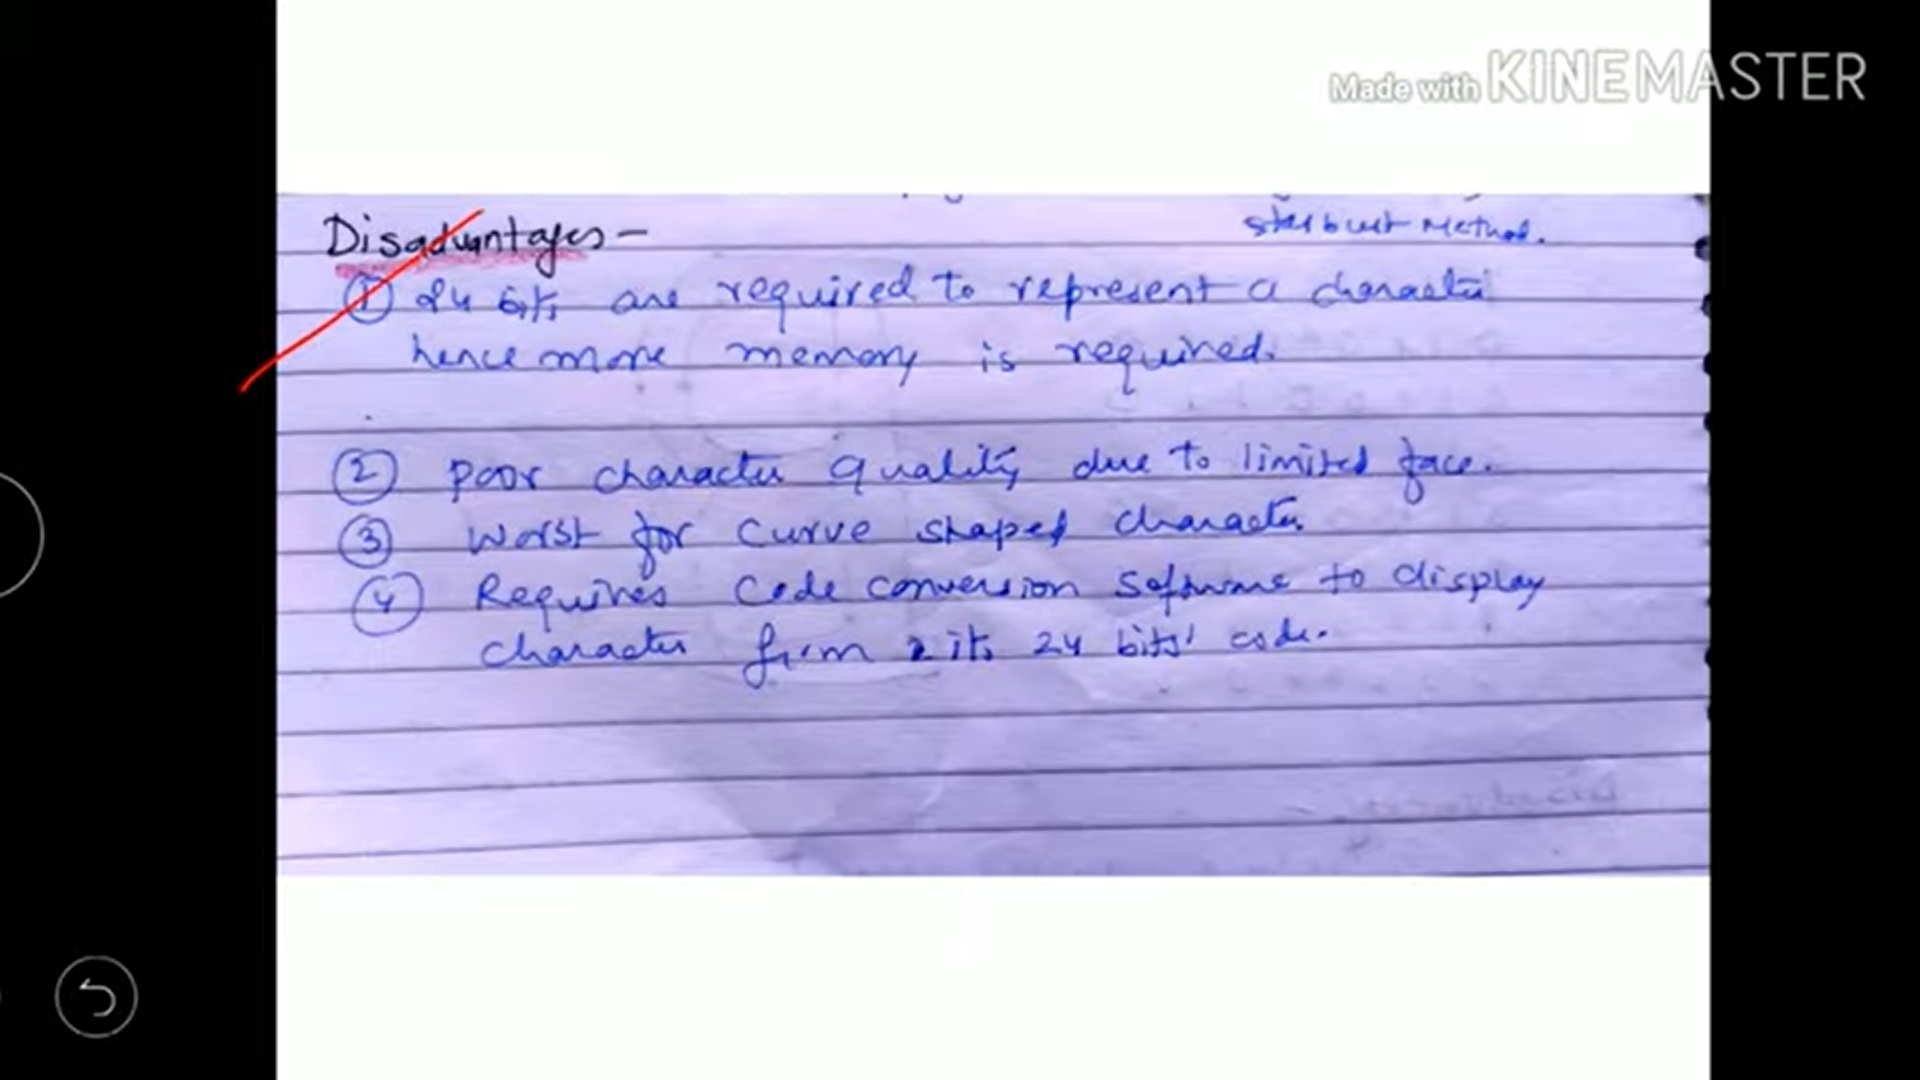 Made with KINEMASTER
starbust Method.
Disadvantages -
① 24 bits are required to represent a character
hence more memory is required.
② Poor character quality due to limited face.
③ Worst for curve shaped character.
④ Requires Code conversion software to display
character from its 24 bits' code.